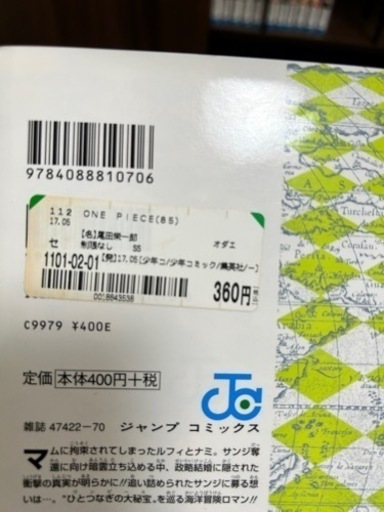 9784088810706
112 ONE PIECE(85)
17.05
【名】尾田栄一郎 オダエ
セ 制限なし SS
1101-02-01 【発】17.05[少年コ/少年コミック/集英社/ー]
0018843538 360円
C9979 ¥400E
定価 本体400円+税
JC
雑誌 47422-70 ジャンプ コミックス
マムに拘束されてしまったルフィとナミ。サンジ奪
還に向け暗雲立ち込める中、政略結婚に隠された
衝撃の真実が明らかに!!追い詰められたサンジの募る想
いは…。"ひとつなぎの大秘宝"を巡る海洋冒険ロマン!!